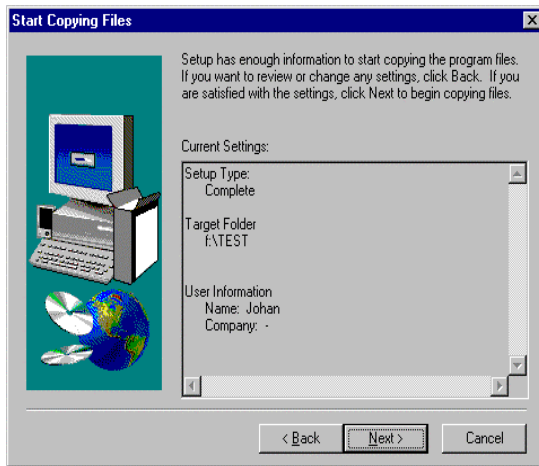 Start Copying Files
Setup has enough information to start copying the program files.
If you want to review or change any settings, click Back. If you
are satisfied with the settings, click Next to begin copying files.
Current Settings:
Setup Type:
Complete
Target Folder
f:\TEST
User Information
Name: Johan
Company: -
< Back
Next >
Cancel